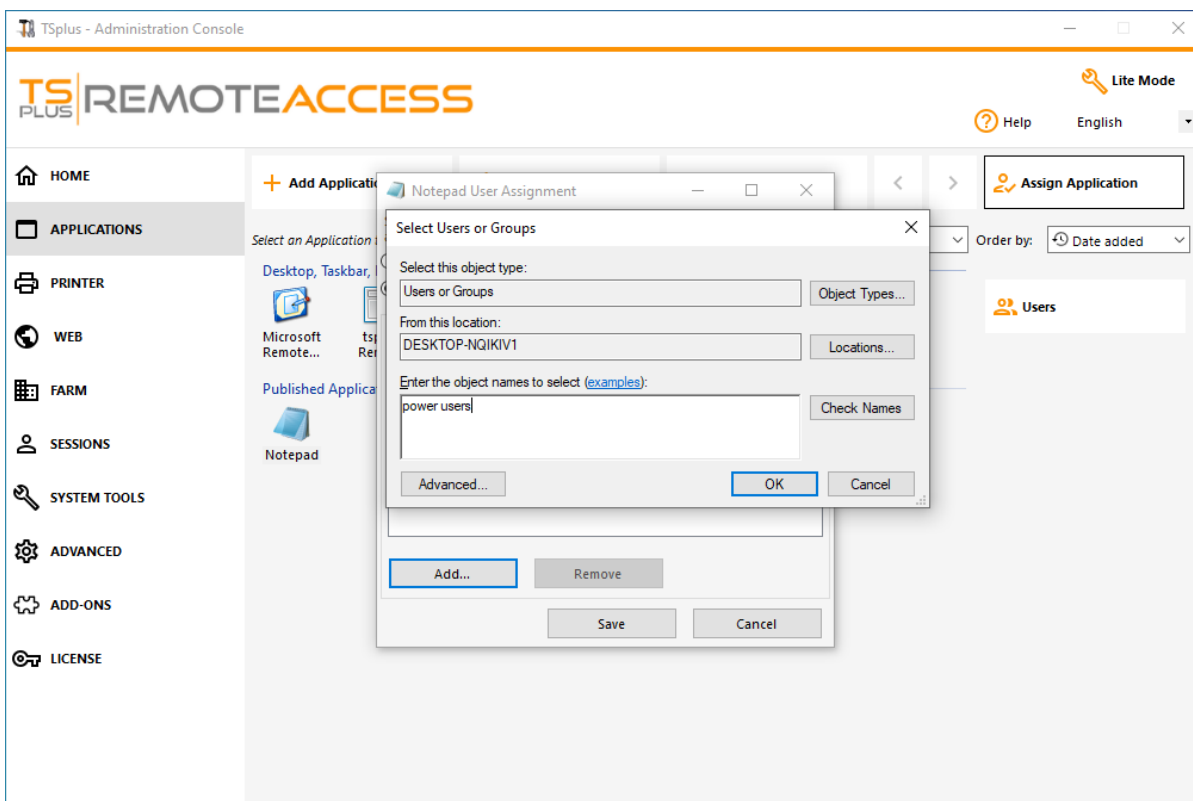 TSplus - Administration Console
TS PLUS REMOTEACCESS
Lite Mode
Help
English
HOME
APPLICATIONS
PRINTER
WEB
FARM
SESSIONS
SYSTEM TOOLS
ADVANCED
ADD-ONS
LICENSE
Add Applicatio
Assign Application
Select an Application
Order by:
Date added
Desktop, Taskbar,
Microsoft
Remote...
tsp
Rer
Published Applica
Notepad
Users
Notepad User Assignment
Select Users or Groups
Select this object type:
Users or Groups
Object Types...
From this location:
DESKTOP-NQIKIV1
Locations...
Enter the object names to select (examples):
power users
Check Names
Advanced...
OK
Cancel
Add...
Remove
Save
Cancel